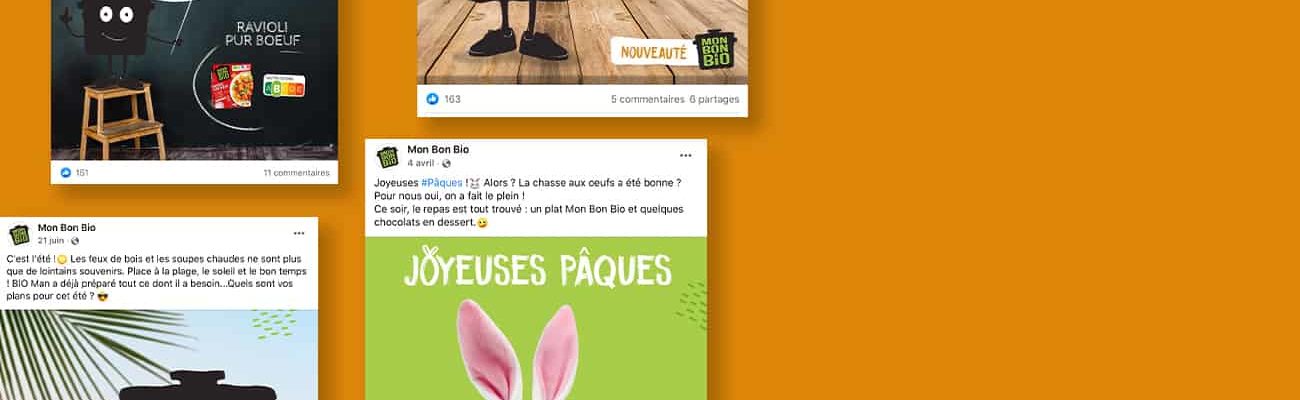 RAVIOLI
PUR BOEUF
MON
BON
BIO
151
11 commentaires
NOUVEAUTÉ
MON
BON
BiO
163
5 commentaires 6 partages
Mon Bon Bio
21 juin
C'est l'été ! Les feux de bois et les soupes chaudes ne sont plus
que de lointains souvenirs. Place à la plage, le soleil et le bon temps
! BIO Man a déjà préparé tout ce dont il a besoin...Quels sont vos
plans pour cet été ?
Mon Bon Bio
4 avril
Joyeuses #Pâques ! Alors ? La chasse aux oeufs a été bonne ?
Pour nous oui, on a fait le plein !
Ce soir, le repas est tout trouvé : un plat Mon Bon Bio et quelques
chocolats en dessert.
JOYEUSES PÂQUES